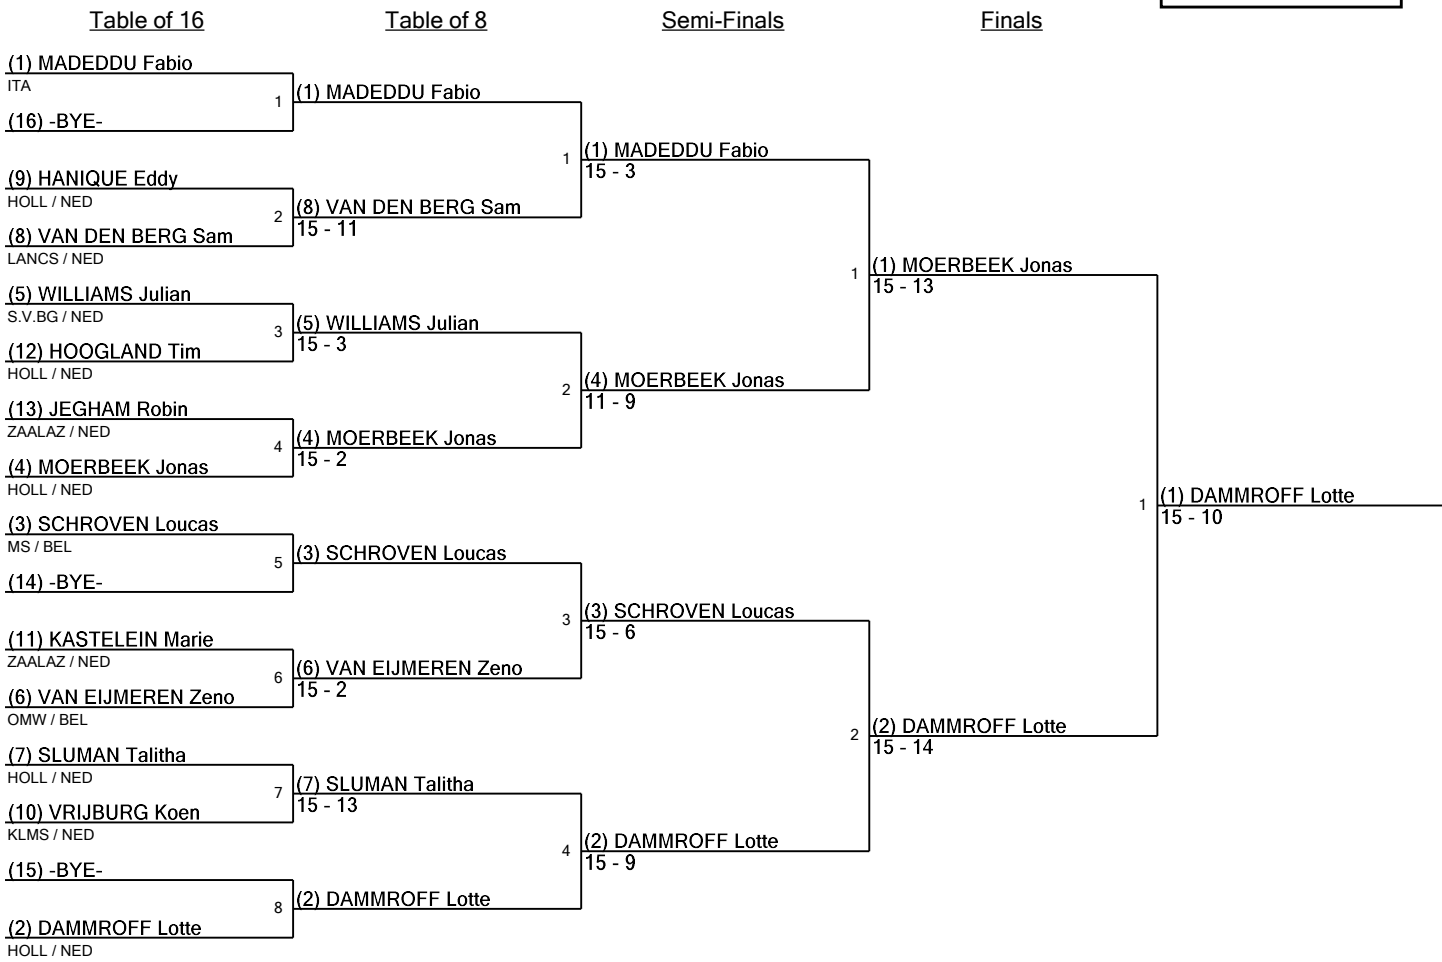 Table of 16 Table of 8 Semi-Finals Finals
(1) MADEDDU Fabio
ITA
1
(16) -BYE-
(9) HANIQUE Eddy
HOLL / NED
2
(8) VAN DEN BERG Sam
LANCS / NED
(5) WILLIAMS Julian
S.V.BG / NED
3
(12) HOOGLAND Tim
HOLL / NED
(13) JEGHAM Robin
ZAALAZ / NED
4
(4) MOERBEEK Jonas
HOLL / NED
(3) SCHROVEN Loucas
MS / BEL
5
(14) -BYE-
(11) KASTELEIN Marie
ZAALAZ / NED
6
(6) VAN EIJMEREN Zeno
OMW / BEL
(7) SLUMAN Talitha
HOLL / NED
7
(10) VRIJBURG Koen
KLMS / NED
(15) -BYE-
8
(2) DAMMROFF Lotte
HOLL / NED
(1) MADEDDU Fabio
1
(8) VAN DEN BERG Sam
15 - 11
(5) WILLIAMS Julian
15 - 3
2
(4) MOERBEEK Jonas
15 - 2
(3) SCHROVEN Loucas
3
(6) VAN EIJMEREN Zeno
15 - 2
(7) SLUMAN Talitha
15 - 13
4
(2) DAMMROFF Lotte
(1) MADEDDU Fabio
15 - 3
1
(4) MOERBEEK Jonas
11 - 9
(3) SCHROVEN Loucas
15 - 6
2
(2) DAMMROFF Lotte
15 - 9
(1) MOERBEEK Jonas
15 - 13
1
(2) DAMMROFF Lotte
15 - 14
(1) DAMMROFF Lotte
15 - 10